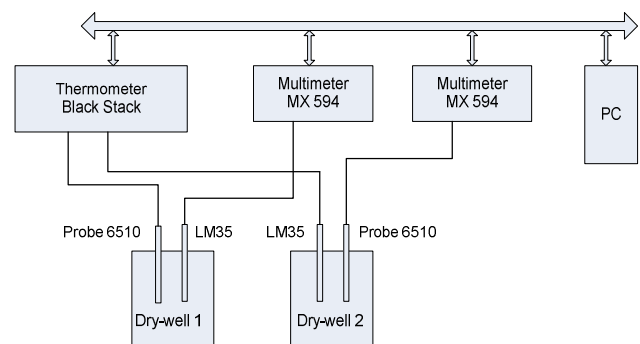 Thermometer
Black Stack
Multimeter
MX 594
Multimeter
MX 594
PC
Probe 6510
LM35
LM35
Probe 6510
Dry-well 1
Dry-well 2